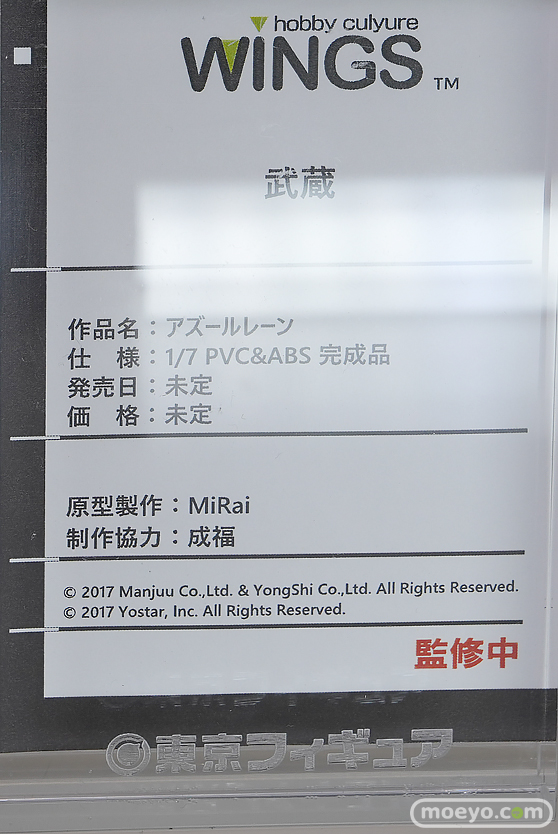 hobby culyure
WINGS ™
武蔵
作品名：アズールレーン
仕　様：1/7 PVC&ABS 完成品
発売日：未定
価　格：未定
原型製作：MiRai
制作協力：成福
© 2017 Manjuu Co.,Ltd. & YongShi Co.,Ltd. All Rights Reserved.
© 2017 Yostar, Inc. All Rights Reserved.
監修中
東京フィギュア
moeyo.com